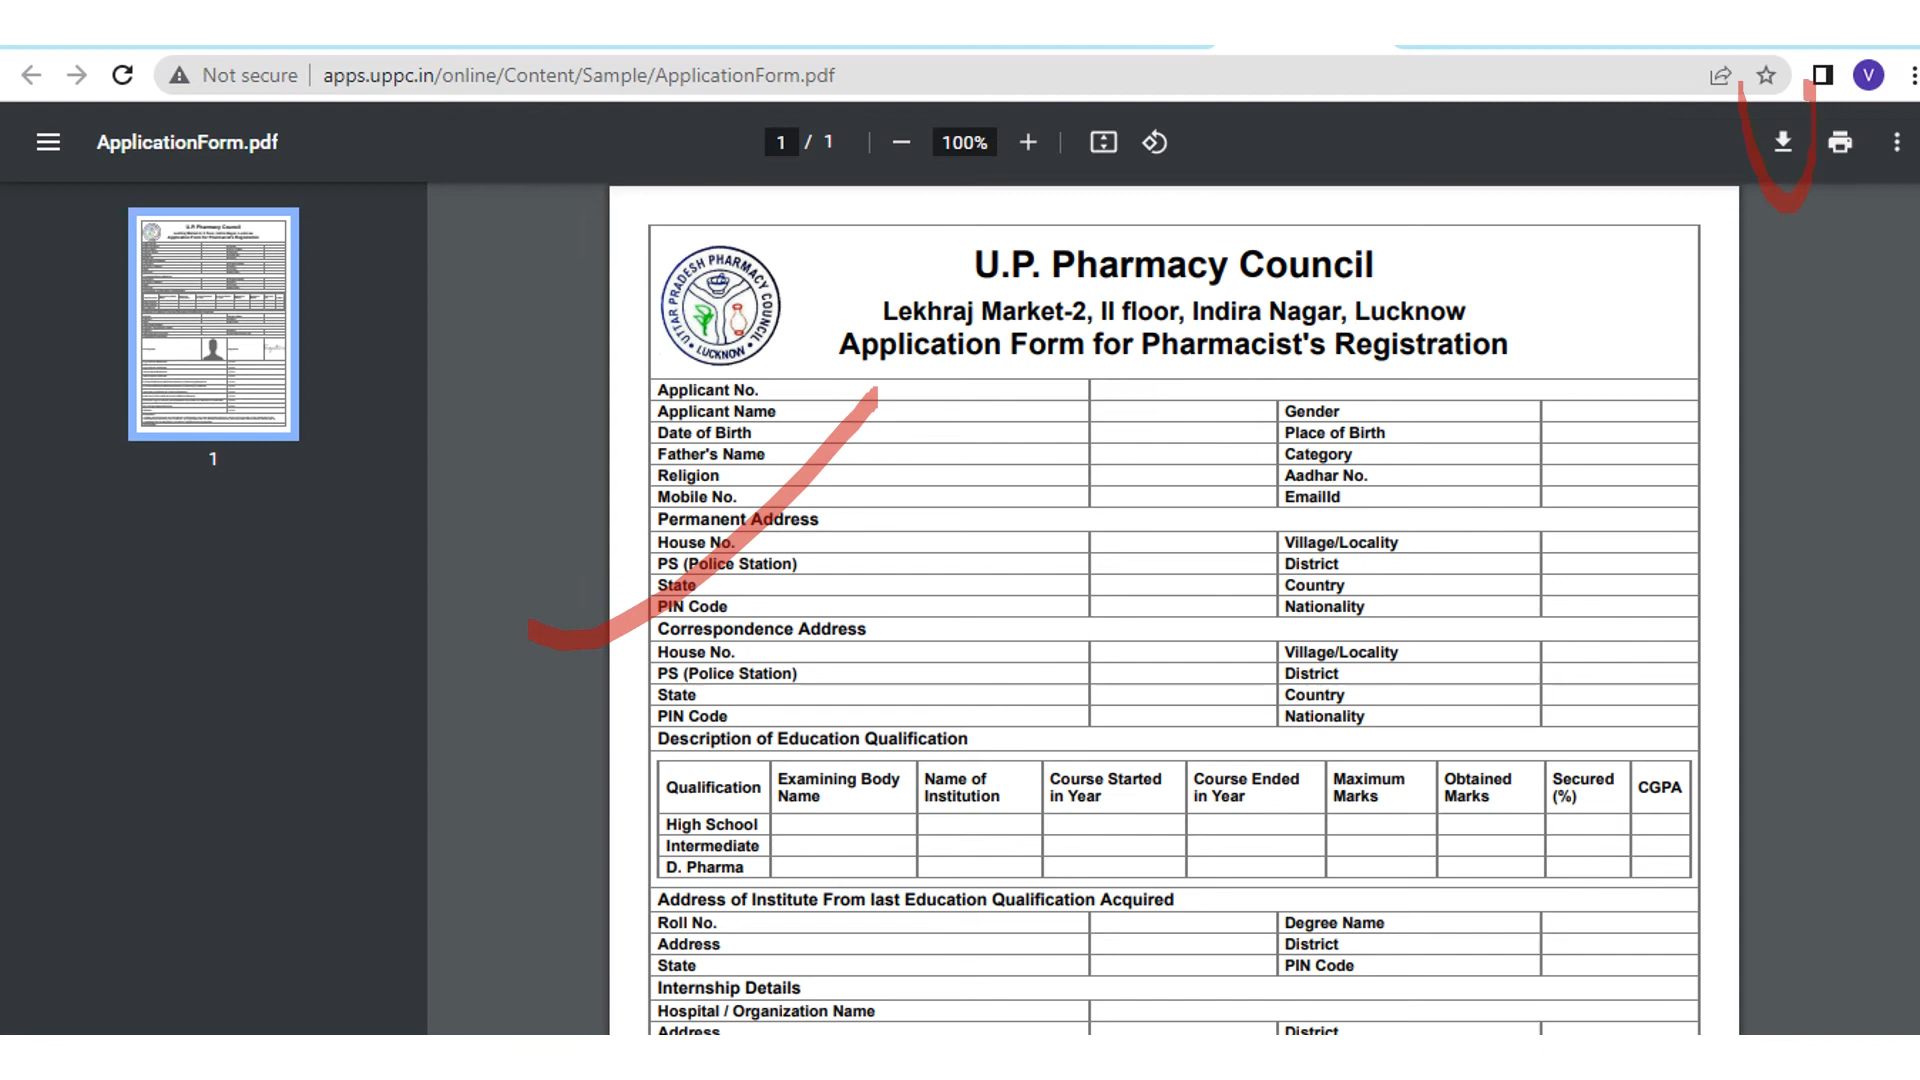 Not secure apps.uppc.in/online/Content/Sample/ApplicationForm.pdf V
ApplicationForm.pdf 1 / 1 100%
U.P. Pharmacy Council
Application Form for Pharmacist's Registration
1
UTTAR PRADESH PHARMACY COUNCIL
LUCKNOW
U.P. Pharmacy Council
Lekhraj Market-2, II floor, Indira Nagar, Lucknow
Application Form for Pharmacist's Registration
Applicant No.
Applicant Name Gender
Date of Birth Place of Birth
Father's Name Category
Religion Aadhar No.
Mobile No. EmailId
Permanent Address
House No. Village/Locality
PS (Police Station) District
State Country
PIN Code Nationality
Correspondence Address
House No. Village/Locality
PS (Police Station) District
State Country
PIN Code Nationality
Description of Education Qualification
Qualification Examining Body Name Name of Institution Course Started in Year Course Ended in Year Maximum Marks Obtained Marks Secured (%) CGPA
High School
Intermediate
D. Pharma
Address of Institute From last Education Qualification Acquired
Roll No. Degree Name
Address District
State PIN Code
Internship Details
Hospital / Organization Name
Address District